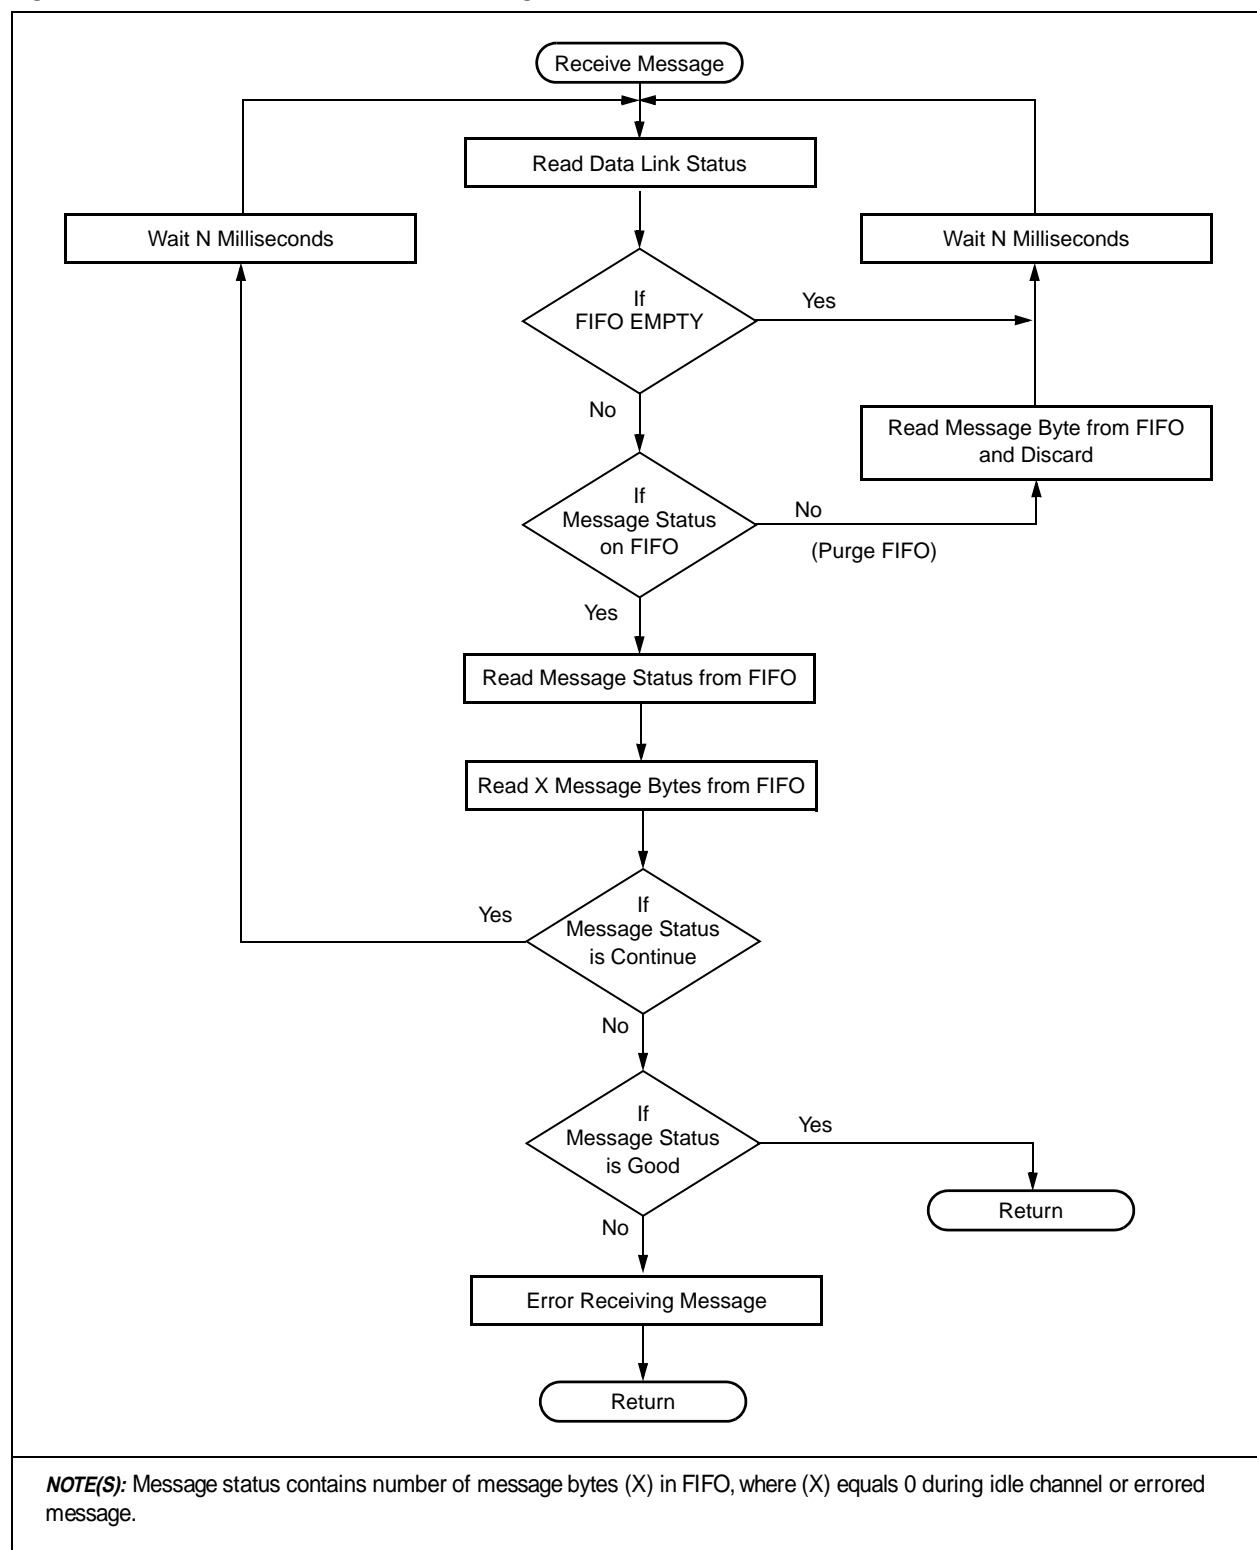 Receive Message
Read Data Link Status
Wait N Milliseconds
Wait N Milliseconds
If
FIFO EMPTY
Yes
No
Read Message Byte from FIFO
and Discard
If
Message Status
on FIFO
No
(Purge FIFO)
Yes
Read Message Status from FIFO
Read X Message Bytes from FIFO
If
Message Status
is Continue
Yes
No
If
Message Status
is Good
Yes
Return
No
Error Receiving Message
Return
NOTE(S): Message status contains number of message bytes (X) in FIFO, where (X) equals 0 during idle channel or errored
message.